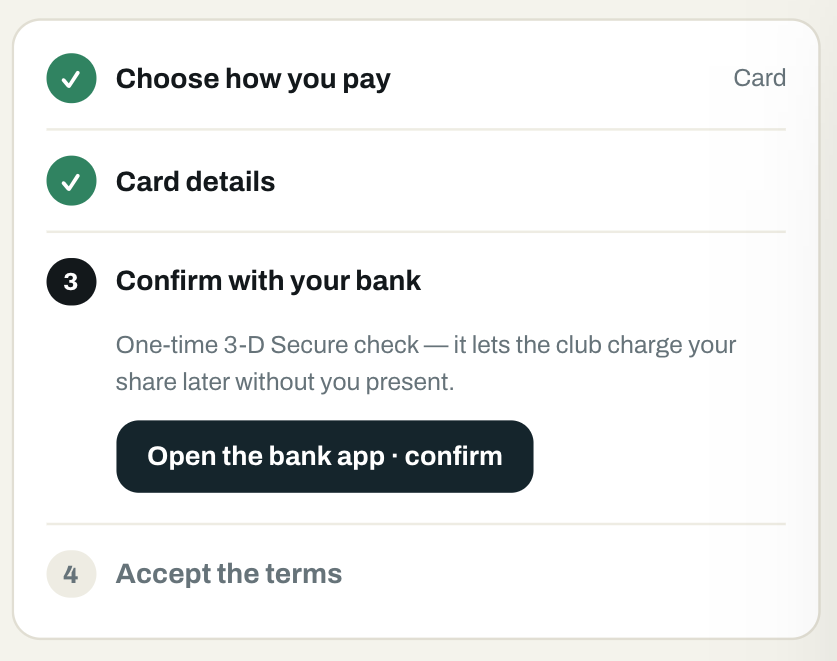 Choose how you pay
Card
Card details
3
Confirm with your bank
One-time 3-D Secure check — it lets the club charge your
share later without you present.
Open the bank app · confirm
4
Accept the terms